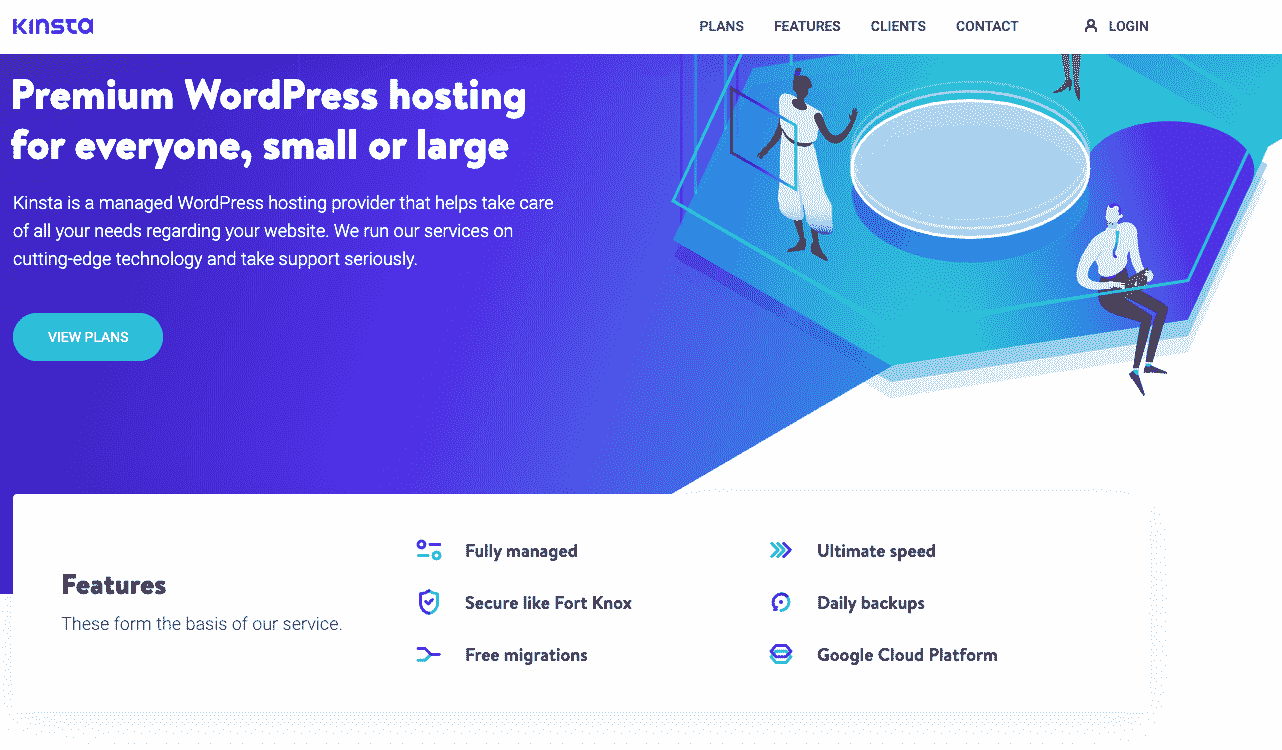 KINSTA
PLANS FEATURES CLIENTS CONTACT LOGIN
Premium WordPress hosting
for everyone, small or large
Kinsta is a managed WordPress hosting provider that helps take care
of all your needs regarding your website. We run our services on
cutting-edge technology and take support seriously.
VIEW PLANS
Features
These form the basis of our service.
Fully managed
Secure like Fort Knox
Free migrations
Ultimate speed
Daily backups
Google Cloud Platform